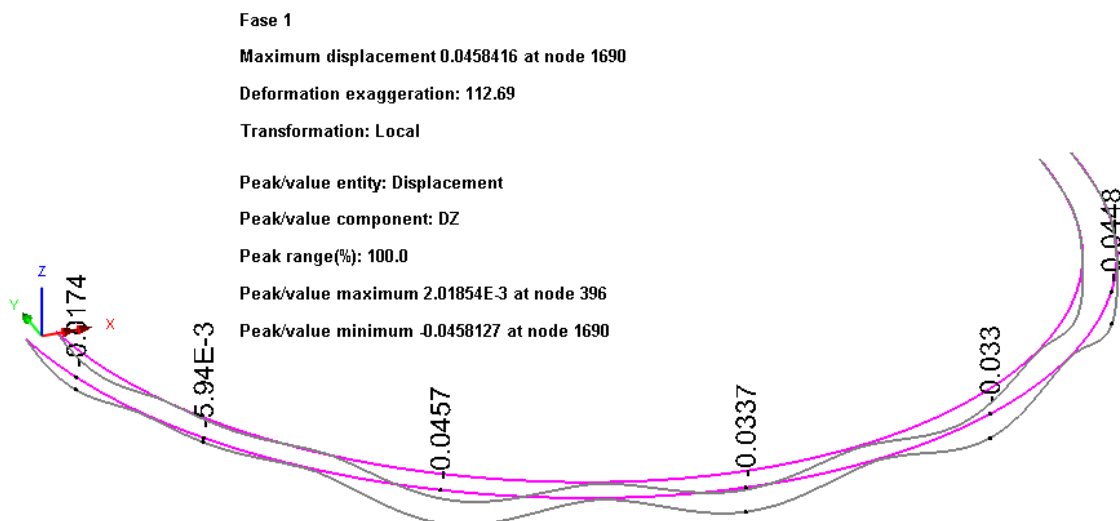 Fase 1
Maximum displacement 0.0458416 at node 1690
Deformation exaggeration: 112.69
Transformation: Local
Peak/value entity: Displacement
Peak/value component: DZ
Peak range(%): 100.0
Peak/value maximum 2.01854E-3 at node 396
Peak/value minimum -0.0458127 at node 1690
Z
Y
X
-0.0174
-5.94E-3
-0.0457
-0.0337
-0.033
-0.0448